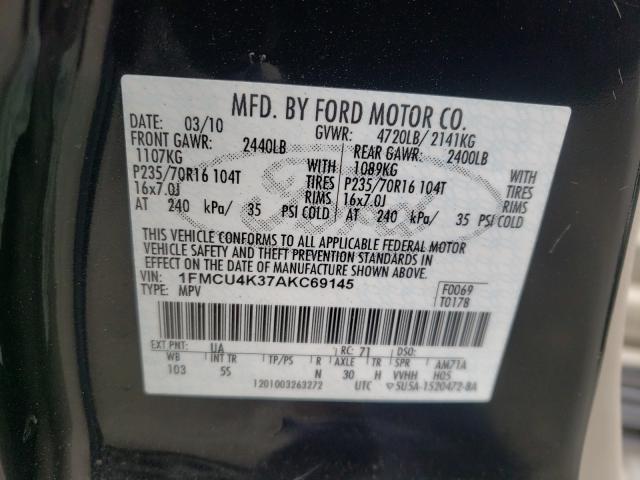 MFD. BY FORD MOTOR CO.
DATE: 03/10 GVWR: 4720LB/ 2141KG
FRONT GAWR: 2440LB REAR GAWR: 2400LB
1107KG WITH 1089KG WITH
P235/70R16 104T TIRES P235/70R16 104T TIRES
16x7.0J RIMS 16x7.0J RIMS
AT 240 kPa/ 35 PSI COLD AT 240 kPa/ 35 PSI COLD
Ford
THIS VEHICLE CONFORMS TO ALL APPLICABLE FEDERAL MOTOR
VEHICLE SAFETY AND THEFT PREVENTION STANDARDS IN
EFFECT ON THE DATE OF MANUFACTURE SHOWN ABOVE.
VIN: 1FMCU4K37AKC69145 F0069
TYPE: MPV T0178
EXT PNT: UA RC: 71 DSO:
WB INT TR TP/PS R AXLE TR SPR AM71A
103 5S N 30 H VVHH H05
1201003263272 UTC 5U5A-1520472-BA